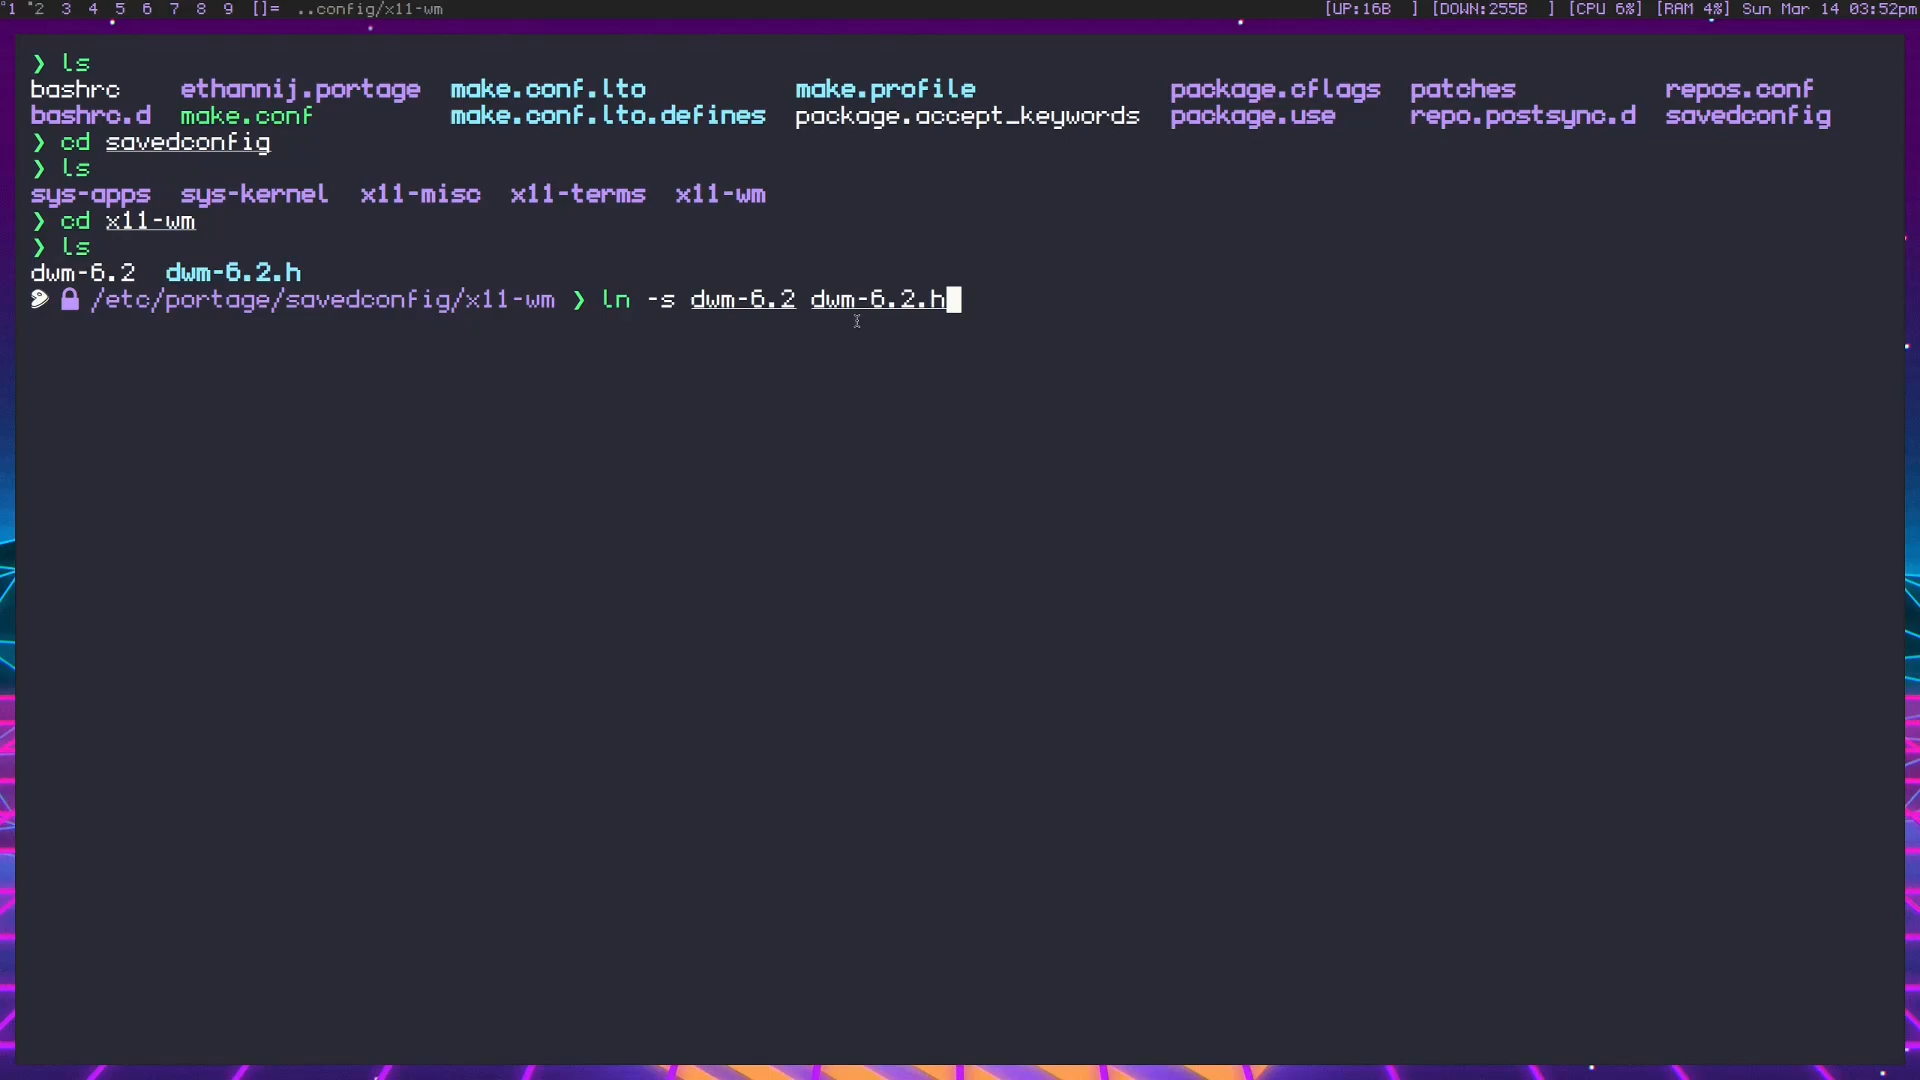 1 2 3 4 5 6 7 8 9 []= ..config/x11-wm [UP:16B ] [DOWN:255B ] [CPU 6%] [RAM 4%] Sun Mar 14 03:52pm
❯ ls
bashrc ethannij.portage make.conf.lto make.profile package.cflags patches repos.conf
bashrc.d make.conf make.conf.lto.defines package.accept_keywords package.use repo.postsync.d savedconfig
❯ cd savedconfig
❯ ls
sys-apps sys-kernel x11-misc x11-terms x11-wm
❯ cd x11-wm
❯ ls
dwm-6.2 dwm-6.2.h
/etc/portage/savedconfig/x11-wm ❯ ln -s dwm-6.2 dwm-6.2.h